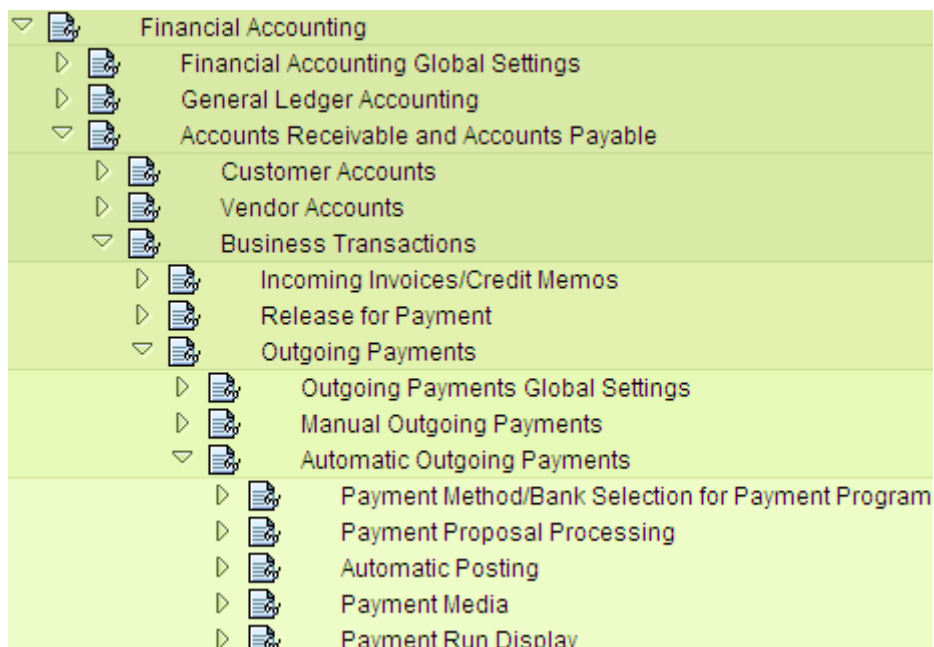 Financial Accounting
Financial Accounting Global Settings
General Ledger Accounting
Accounts Receivable and Accounts Payable
Customer Accounts
Vendor Accounts
Business Transactions
Incoming Invoices/Credit Memos
Release for Payment
Outgoing Payments
Outgoing Payments Global Settings
Manual Outgoing Payments
Automatic Outgoing Payments
Payment Method/Bank Selection for Payment Program
Payment Proposal Processing
Automatic Posting
Payment Media
Payment Run Display